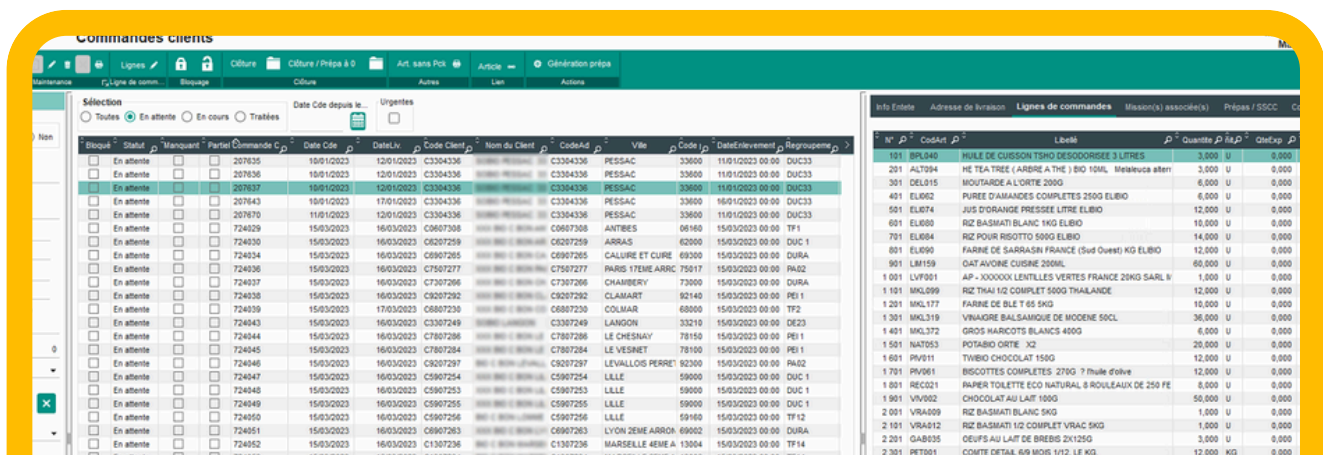 Commandes clients
Lignes Clôture Clôture / Prépa à 0 Art. sans Pck Article Génération prépa
Maintenance Ligne de comm... Bloquage Clôture Autres Lien Actions
Sélection Date Cde depuis le... Urgentes
Toutes En attente En cours Traitées
Non
Info Entete Adresse de livraison Lignes de commandes Mission(s) associée(s) Prépas / SSCC
Bloqué Statut Manquant Partiel Commande C Date Cde DateLiv. Code Client Nom du Client CodeAd Ville Code DateEnlevement Regroupeme
En attente 207635 10/01/2023 12/01/2023 C3304336 C3304336 PESSAC 33600 11/01/2023 00:00 DUC33
En attente 207636 10/01/2023 12/01/2023 C3304336 C3304336 PESSAC 33600 11/01/2023 00:00 DUC33
En attente 207637 10/01/2023 12/01/2023 C3304336 C3304336 PESSAC 33600 11/01/2023 00:00 DUC33
En attente 207643 10/01/2023 17/01/2023 C3304336 C3304336 PESSAC 33600 16/01/2023 00:00 DUC33
En attente 207670 11/01/2023 12/01/2023 C3304336 C3304336 PESSAC 33600 11/01/2023 00:00 DUC33
En attente 724029 15/03/2023 16/03/2023 C0607308 C0607308 ANTIBES 06160 15/03/2023 00:00 TF1
En attente 724030 15/03/2023 16/03/2023 C6207259 C6207259 ARRAS 62000 15/03/2023 00:00 DUC 1
En attente 724034 15/03/2023 16/03/2023 C6907265 C6907265 CALUIRE ET CUIRE 69300 15/03/2023 00:00 DURA
En attente 724036 15/03/2023 16/03/2023 C7507277 C7507277 PARIS 17EME ARRC 75017 15/03/2023 00:00 PA02
En attente 724037 15/03/2023 16/03/2023 C7307266 C7307266 CHAMBERY 73000 15/03/2023 00:00 DURA
En attente 724038 15/03/2023 16/03/2023 C9207292 C9207292 CLAMART 92140 15/03/2023 00:00 PEI 1
En attente 724039 15/03/2023 17/03/2023 C6807230 C6807230 COLMAR 68000 15/03/2023 00:00 TF2
En attente 724043 15/03/2023 16/03/2023 C3307249 C3307249 LANGON 33210 15/03/2023 00:00 DE23
En attente 724044 15/03/2023 16/03/2023 C7807286 C7807286 LE CHESNAY 78150 15/03/2023 00:00 PEI 1
En attente 724045 15/03/2023 16/03/2023 C7807284 C7807284 LE VESINET 78100 15/03/2023 00:00 PEI 1
En attente 724046 15/03/2023 16/03/2023 C9207297 C9207297 LEVALLOIS PERRET 92300 15/03/2023 00:00 PA02
En attente 724047 15/03/2023 16/03/2023 C5907254 C5907254 LILLE 59000 15/03/2023 00:00 DUC 1
En attente 724048 15/03/2023 16/03/2023 C5907253 C5907253 LILLE 59000 15/03/2023 00:00 DUC 1
En attente 724049 15/03/2023 16/03/2023 C5907255 C5907255 LILLE 59000 15/03/2023 00:00 DUC 1
En attente 724050 15/03/2023 16/03/2023 C5907256 C5907256 LILLE 59160 15/03/2023 00:00 TF12
En attente 724051 15/03/2023 16/03/2023 C6907263 C6907263 LYON 2EME ARRON 69002 15/03/2023 00:00 DURA
En attente 724052 15/03/2023 16/03/2023 C1307236 C1307236 MARSEILLE 4EME A 13004 15/03/2023 00:00 TF14
N° CodArt Libellé Quantite QteExp
101 BPL040 HUILE DE CUISSON TSHO DESODORISEE 3 LITRES 3,000 U 0,000
201 ALT094 HE TEA TREE ( ARBRE A THE ) BIO 10ML Melaleuca altern 3,000 U 0,000
301 DEL015 MOUTARDE A L'ORTE 200G 6,000 U 0,000
401 ELI062 PUREE D'AMANDES COMPLETES 250G ELIBIO 6,000 U 0,000
501 ELI074 JUS D'ORANGE PRESSEE LITRE ELIBIO 12,000 U 0,000
601 ELI080 RIZ BASMATI BLANC 1KG ELIBIO 10,000 U 0,000
701 ELI084 RIZ POUR RISOTTO 500G ELIBIO 14,000 U 0,000
801 ELI090 FARINE DE SARRASIN FRANCE (Sud Ouest) KG ELIBIO 12,000 U 0,000
901 LIM159 OAT AVOINE CUISINE 200ML 60,000 U 0,000
1 001 LVF001 AP - XXXXXX LENTILLES VERTES FRANCE 20KG SARL M 1,000 U 0,000
1 101 MKL099 RIZ THAI 1/2 COMPLET 500G THAILANDE 12,000 U 0,000
1 201 MKL177 FARINE DE BLE T 65 5KG 10,000 U 0,000
1 301 MKL319 VINAIGRE BALSAMIQUE DE MODENE 50CL 36,000 U 0,000
1 401 MKL372 GROS HARICOTS BLANCS 400G 6,000 U 0,000
1 501 NAT053 POTABIO ORTIE X2 20,000 U 0,000
1 601 PIV011 TWIBIO CHOCOLAT 150G 12,000 U 0,000
1 701 PIV061 BISCOTTES COMPLETES 270G ? l'huile d'olive 12,000 U 0,000
1 801 REC021 PAPIER TOILETTE ECO NATURAL 8 ROULEAUX DE 250 FE 8,000 U 0,000
1 901 VIV002 CHOCOLAT AU LAIT 100G 50,000 U 0,000
2 001 VRA009 RIZ BASMATI BLANC 5KG 1,000 U 0,000
2 101 VRA012 RIZ BASMATI 1/2 COMPLET VRAC 5KG 1,000 U 0,000
2 201 GAB035 OEUFS AU LAIT DE BREBIS 2X125G 3,000 U 0,000
2 301 PET001 COMTE DETAIL 6/9 MOIS 1/12. LE KG. 12,000 KG 0,000